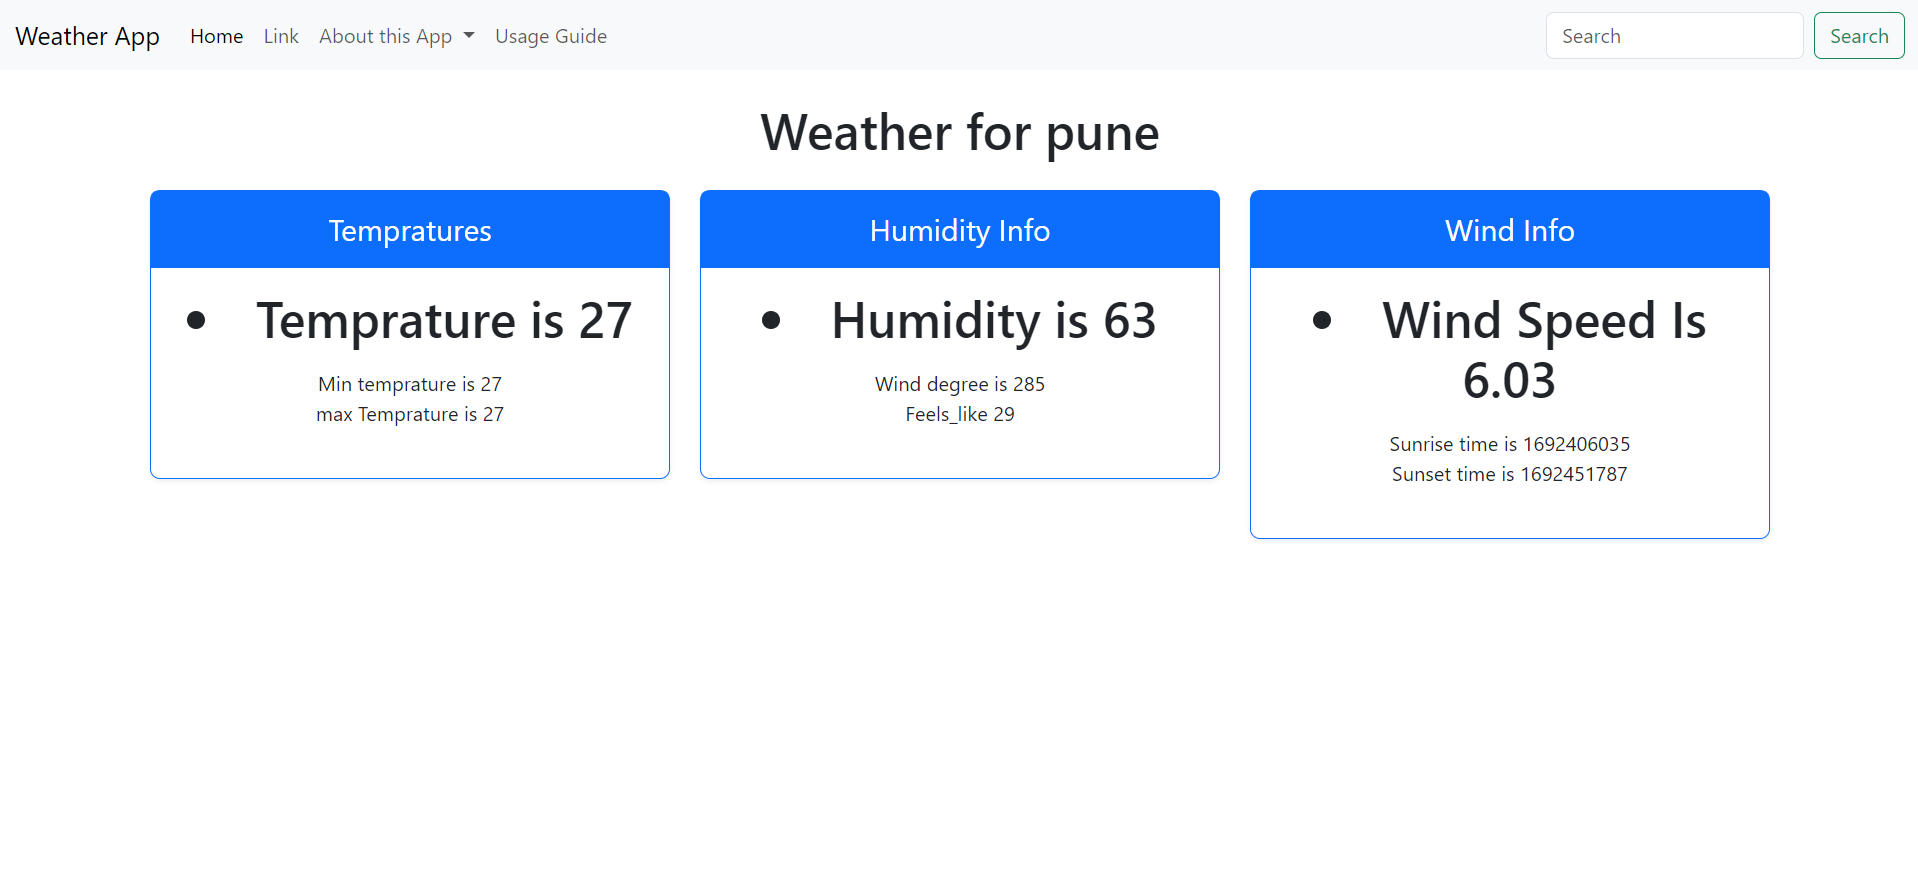 Weather App Home Link About this App Usage Guide Search Search
Weather for pune
Tempratures
Temprature is 27
Min temprature is 27
max Temprature is 27
Humidity Info
Humidity is 63
Wind degree is 285
Feels_like 29
Wind Info
Wind Speed Is
6.03
Sunrise time is 1692406035
Sunset time is 1692451787